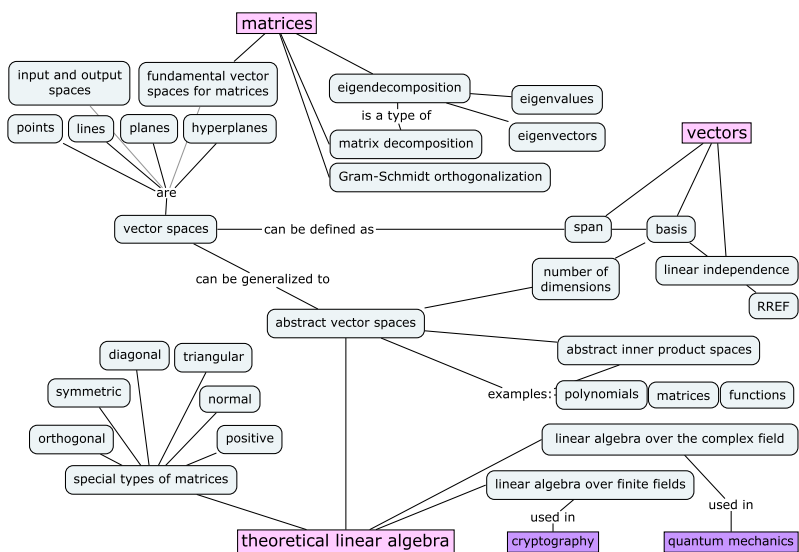 matrices
input and output
spaces
fundamental vector
spaces for matrices
eigendecomposition
eigenvalues
is a type of
points
lines
planes
hyperplanes
eigenvectors
vectors
matrix decomposition
Gram-Schmidt orthogonalization
are
vector spaces
can be defined as
span
basis
linear independence
number of
dimensions
can be generalized to
RREF
abstract vector spaces
abstract inner product spaces
diagonal
triangular
symmetric
normal
examples:
polynomials
matrices
functions
orthogonal
positive
linear algebra over the complex field
special types of matrices
linear algebra over finite fields
used in
used in
theoretical linear algebra
cryptography
quantum mechanics